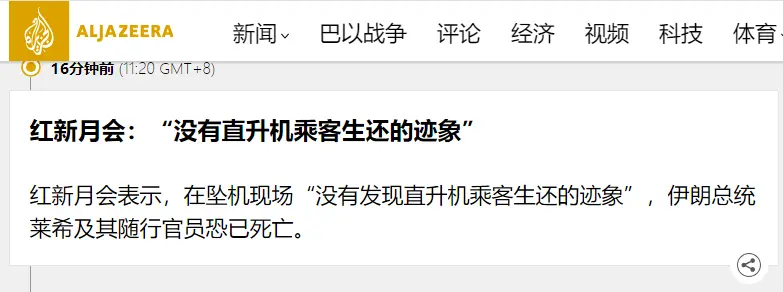 ALJAZEERA 新闻 巴以战争 评论 经济 视频 科技 体育
16分钟前 (11:20 GMT+8)
红新月会：“没有直升机乘客生还的迹象”
红新月会表示，在坠机现场“没有发现直升机乘客生还的迹象”，伊朗总统
莱希及其随行官员恐已死亡。